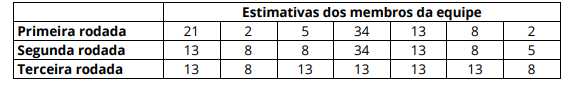 Estimativas dos membros da equipe
Primeira rodada 21 2 5 34 13 8 2
Segunda rodada 13 8 8 34 13 8 5
Terceira rodada 13 8 13 13 13 13 8